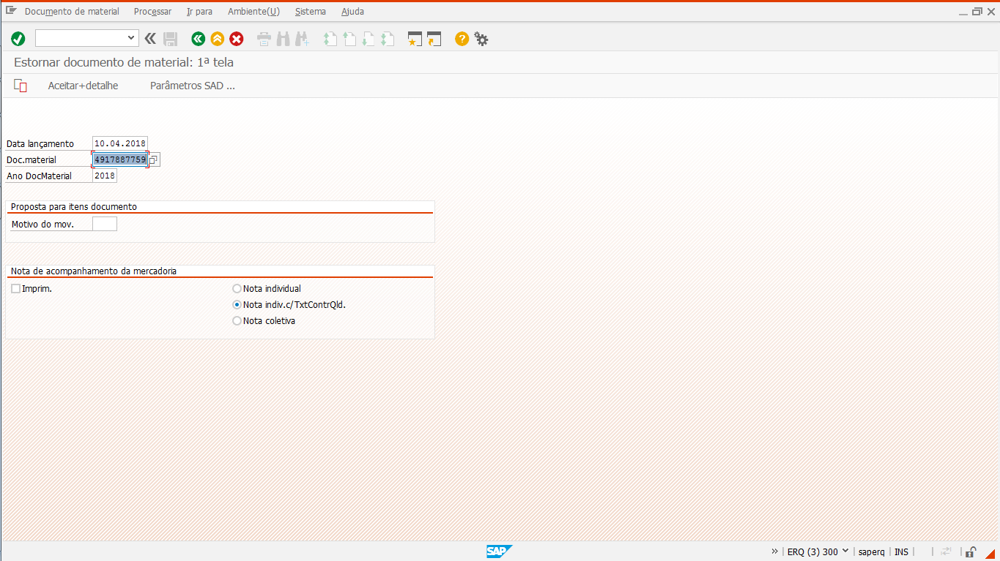 Documento de material Processar Ir para Ambiente(U) Sistema Ajuda
Estornar documento de material: 1ª tela
Aceitar+detalhe Parâmetros SAD ...
Data lançamento 10.04.2018
Doc.material 4917887759
Ano DocMaterial 2018
Proposta para itens documento
Motivo do mov.
Nota de acompanhamento da mercadoria
Imprim. Nota individual
Nota indiv.c/TxtContrQld.
Nota coletiva
SAP ERQ (3) 300 saperq INS